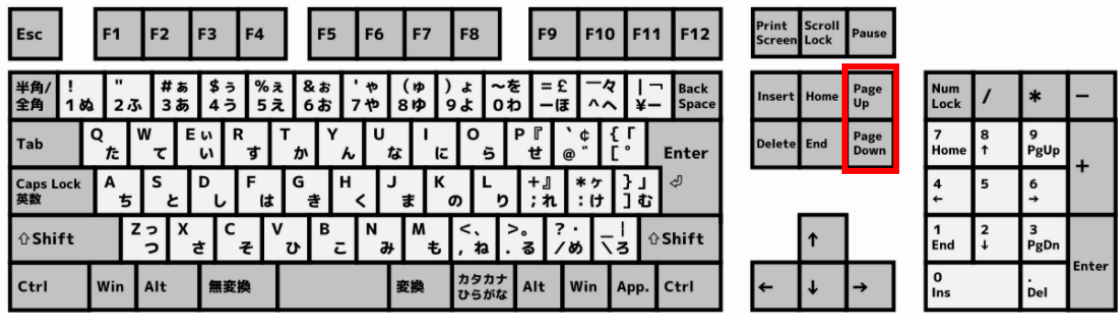 Esc F1 F2 F3 F4 F5 F6 F7 F8 F9 F10 F11 F12 Print Screen Scroll Lock Pause
半角/全角 ! 1 ぬ " 2 ふ # ぁ 3 あ $ ぅ 4 う % ぇ 5 え & ぉ 6 お ' ゃ 7 や ( ゅ 8 ゆ ) ょ 9 よ ~ を 0 わ = £ ー ほ 一 々 ^ へ | ¬ ¥ ー Back Space Insert Home Page Up Num Lock / * −
Tab Q た W て E ぃ い R す T か Y ん U な I に O ら P 『 せ ` ¢ @ ゛ { 「 [ ゜ Enter Delete End Page Down 7 Home 8 ↑ 9 PgUp +
Caps Lock 英数 A ち S と D し F は G き H く J ま K の L り + 』 ; れ * ヶ : け } 」 ] む 4 ← 5 6 →
⇧Shift Z っ つ X さ C そ V ひ B こ N み M も < 、 , ね > 。 . る ? ・ / め _ | \ ろ ⇧Shift ↑ 1 End 2 ↓ 3 PgDn Enter
Ctrl Win Alt 無変換 変換 カタカナ ひらがな Alt Win App. Ctrl ← ↓ → 0 Ins . Del